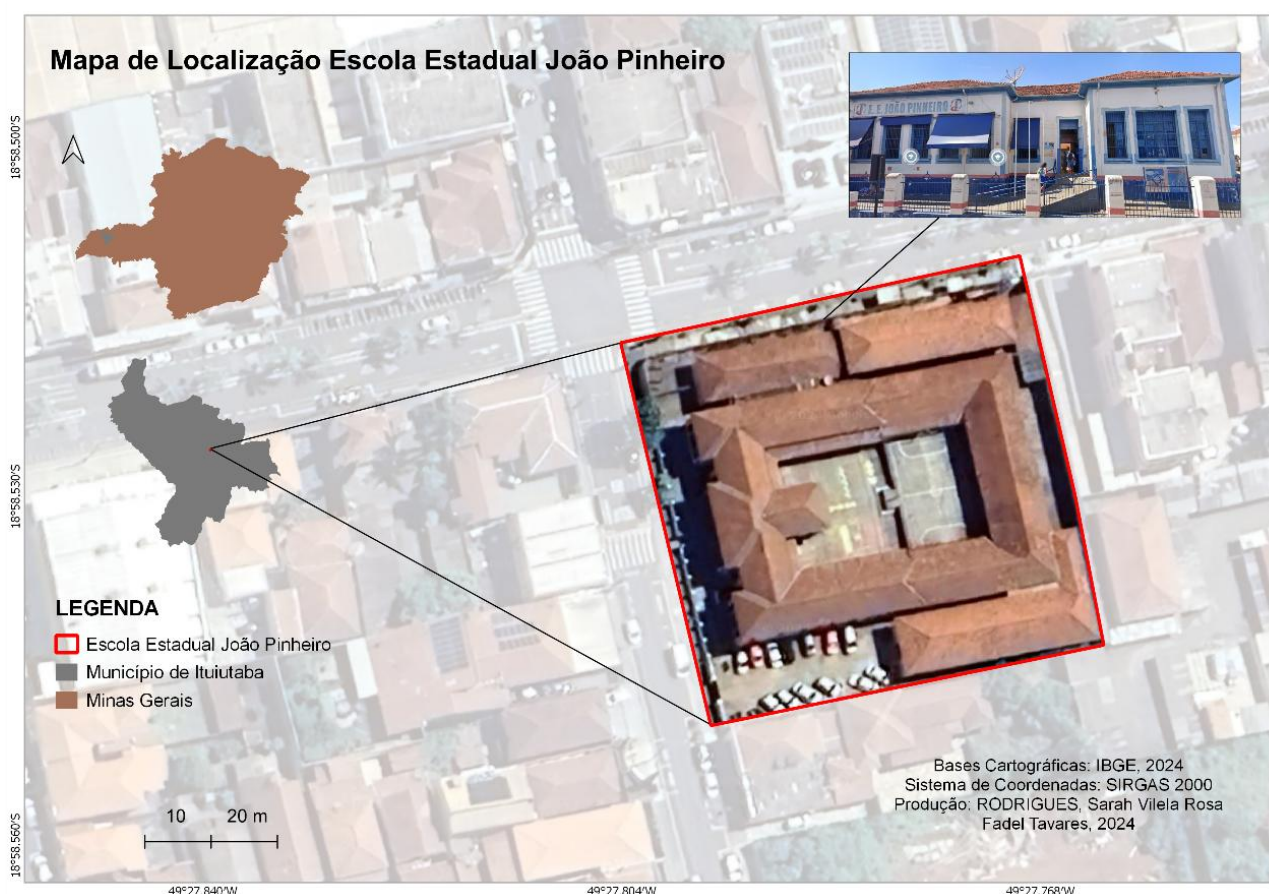 Mapa de Localização Escola Estadual João Pinheiro
E. E. JOÃO PINHEIRO
18°58.500'S
18°58.530'S
18°58.560'S
LEGENDA
Escola Estadual João Pinheiro
Município de Ituiutaba
Minas Gerais
10 20 m
Bases Cartográficas: IBGE, 2024
Sistema de Coordenadas: SIRGAS 2000
Produção: RODRIGUES, Sarah Vilela Rosa
Fadel Tavares, 2024
49°27.840'W 49°27.804'W 49°27.768'W